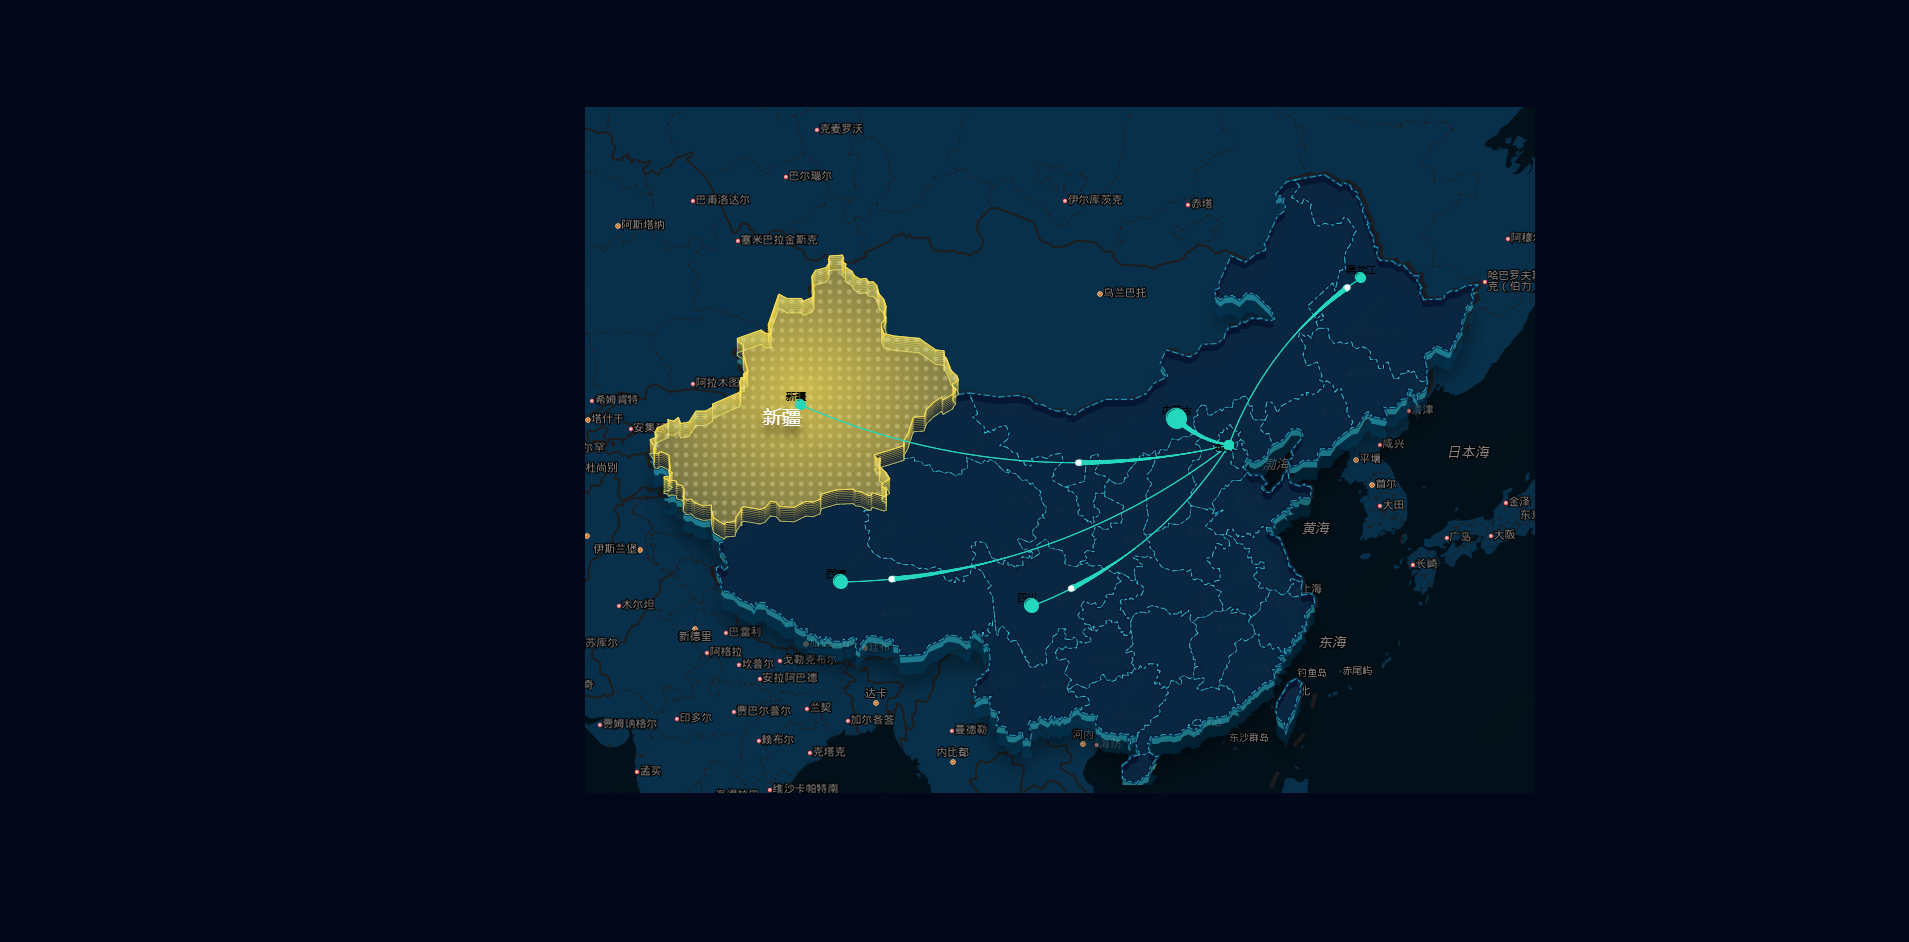 克麦罗沃
巴尔瑙尔
巴甫洛达尔
伊尔库茨克
赤塔
阿斯塔纳
塞米巴拉金斯克
阿穆
哈巴罗夫
克（伯力
乌兰巴托
阿拉木图
希姆肯特
新疆
新疆
塔什干
安集
清津
尔罕
咸兴
日本海
杜尚别
渤海
平壤
首尔
大田
金泽
东
黄海
广岛
大阪
伊斯兰堡
长崎
上海
木尔坦
新德里
巴雷利
苏库尔
东海
阿格拉
坎普尔
戈勒克布尔
钓鱼岛
赤尾屿
安拉阿巴德
奇
北
达卡
贾巴尔普尔
兰契
印多尔
加尔各答
贾姆讷格尔
曼德勒
河内
海防
东沙群岛
赖布尔
克塔克
内比都
孟买
维沙卡帕特南